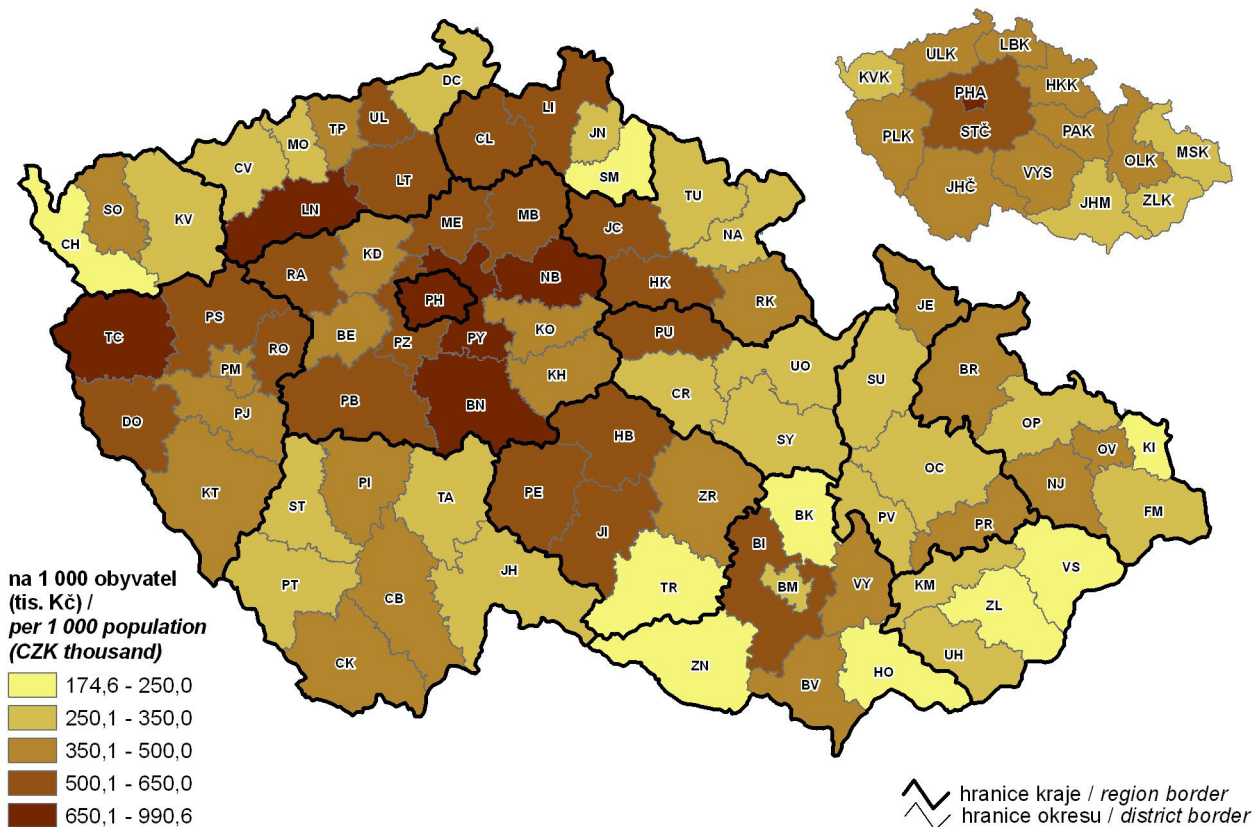 DC
LI
UL
TP
CL
JN
MO
CV
LT
SM
TU
SO
KV
LN
ME
MB
JC
NA
CH
KD
RA
NB
HK
PH
RK
TC
PS
RO
BE
PZ
PY
KO
PU
PM
KH
UO
CR
SU
JE
BR
DO
PJ
PB
BN
HB
SY
OP
OV
KI
KT
ST
PI
TA
PE
ZR
OC
NJ
FM
JI
BK
PV
PR
BI
PT
CB
JH
TR
BM
VY
KM
VS
ZL
CK
ZN
BV
HO
UH
ULK
LBK
KVK
HKK
PHA
STČ
PLK
PAK
OLK
MSK
VYS
JHČ
JHM
ZLK
na 1 000 obyvatel
(tis. Kč) /
per 1 000 population
(CZK thousand)
174,6 - 250,0
250,1 - 350,0
350,1 - 500,0
500,1 - 650,0
650,1 - 990,6
hranice kraje / region border
hranice okresu / district border